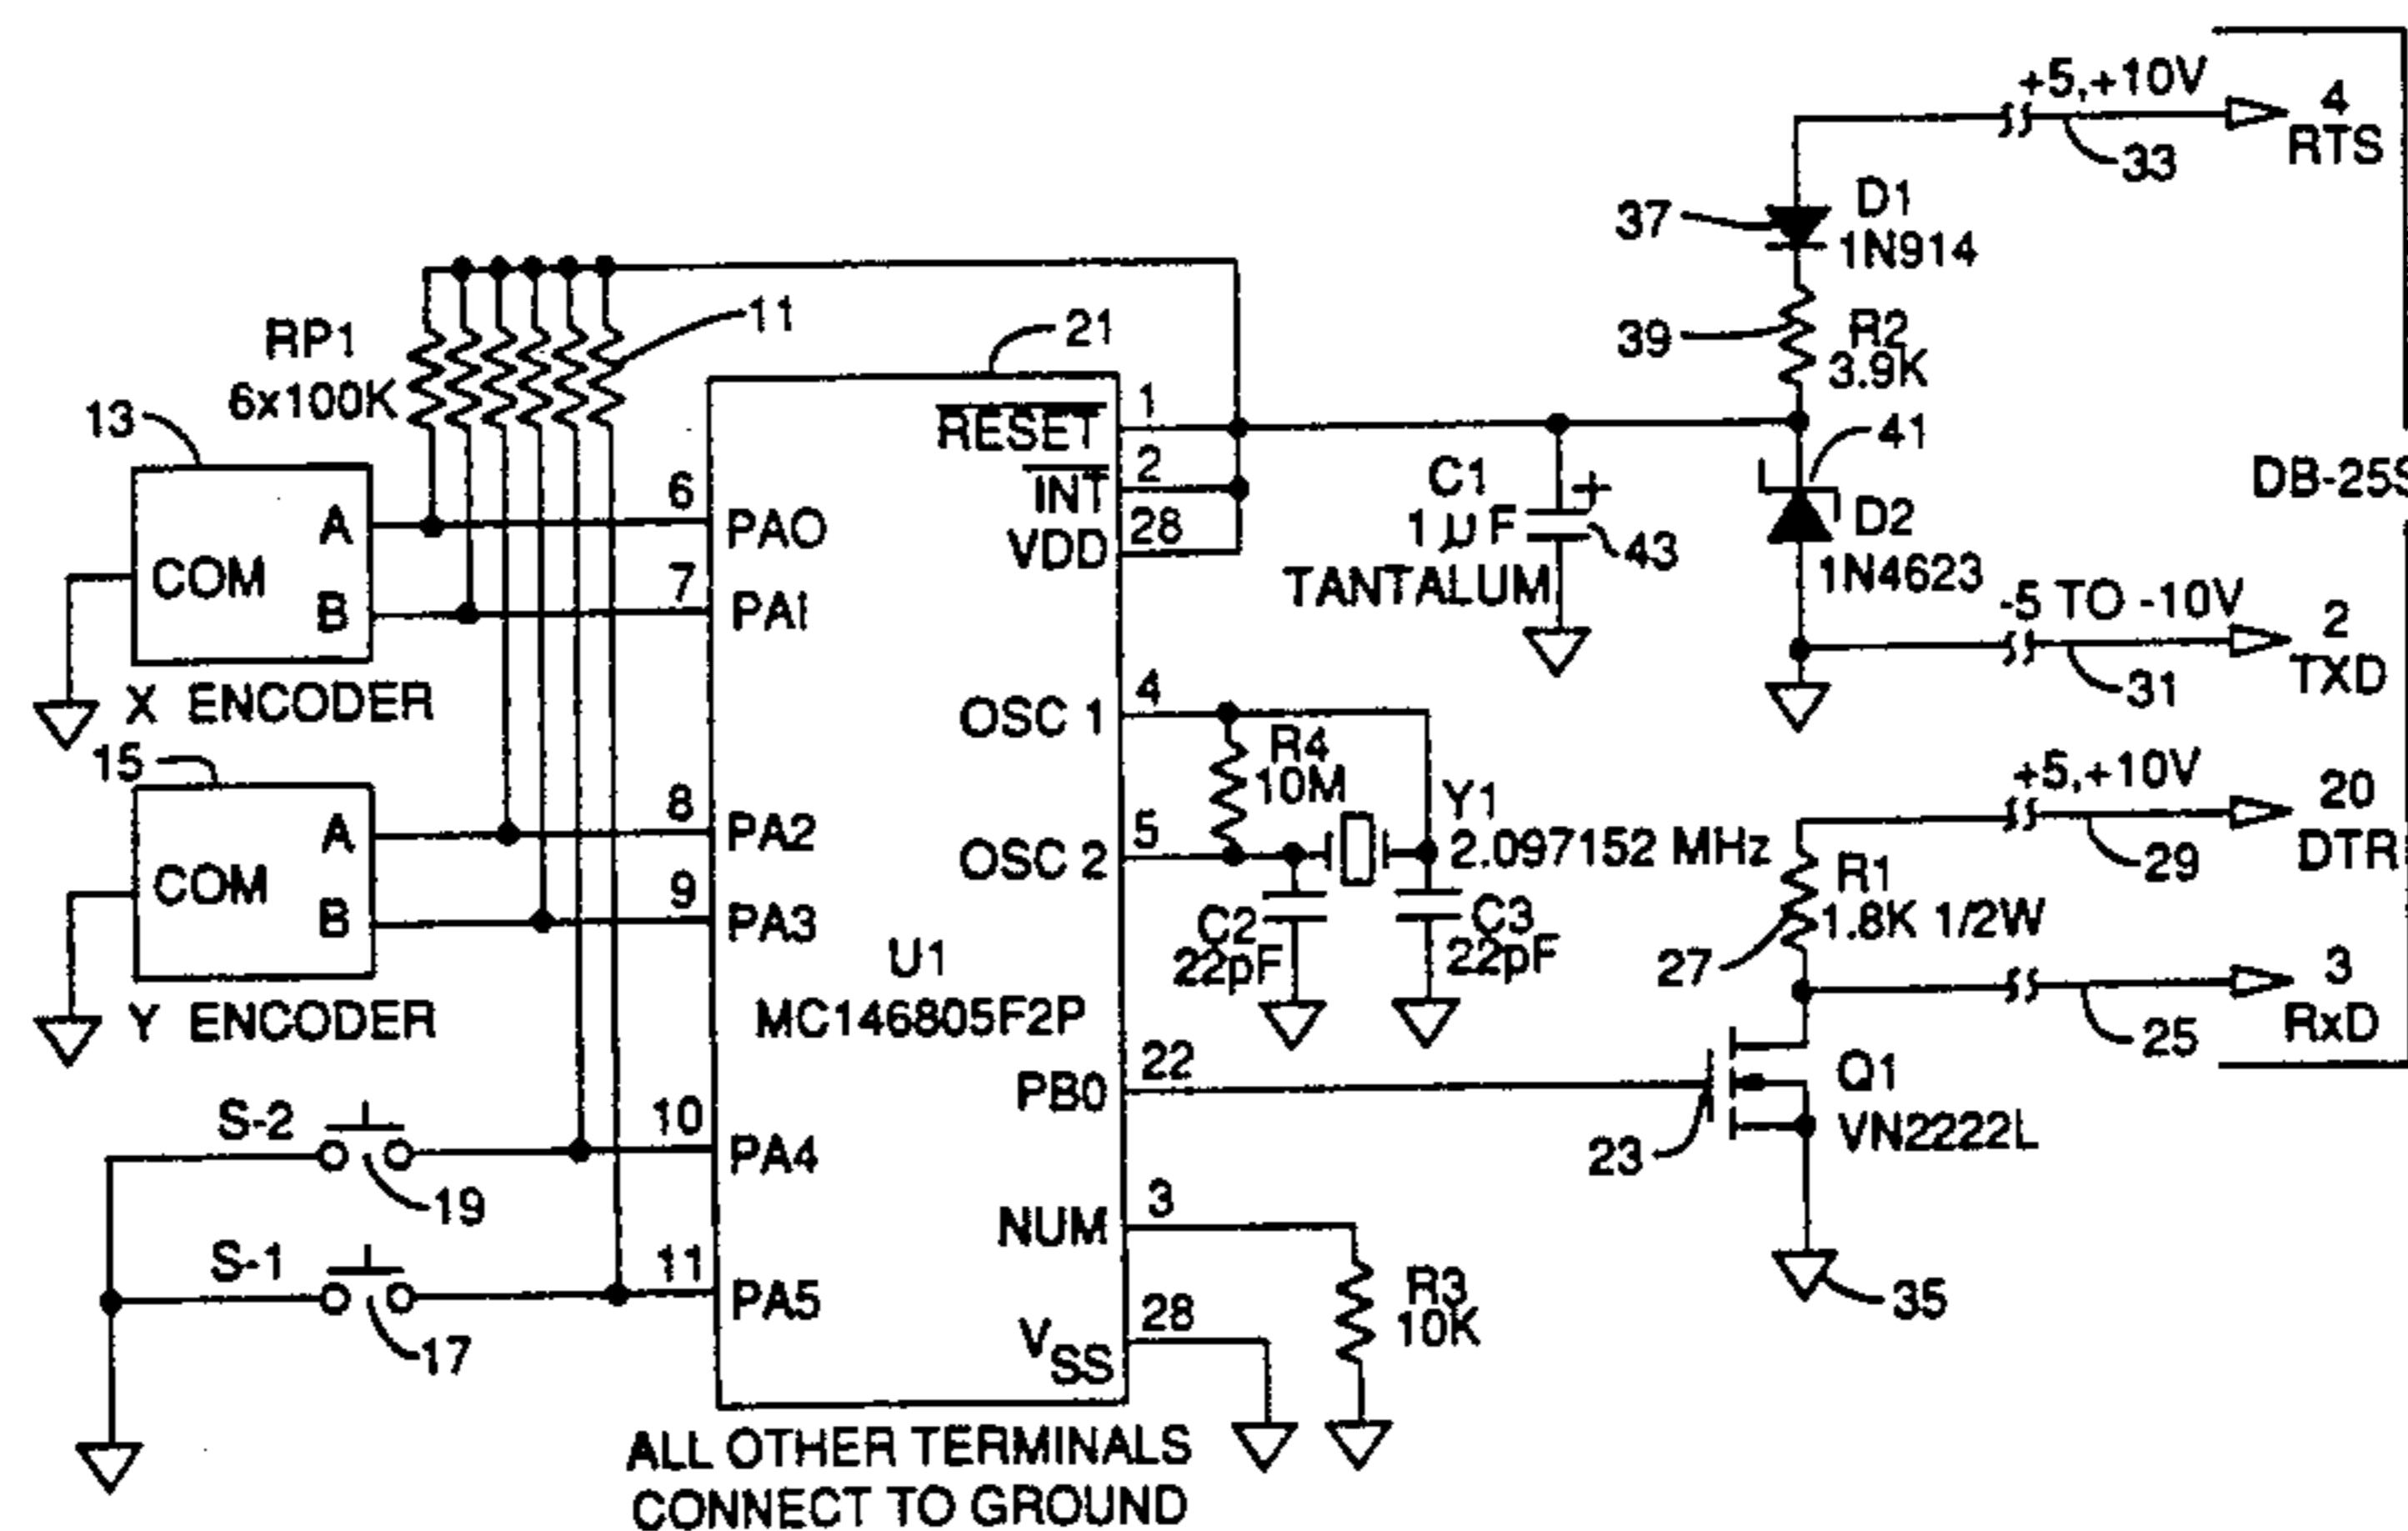 +5,+10V
4
RTS
33
D1
37
1N914
RP1
6x100K
11
21
39
R2
3.9K
13
RESET
1
41
A
COM
B
6
PA0
INT
2
C1
+
1µF
DB-25S
28
VDD
D2
43
7
PA1
TANTALUM
1N4623
-5 TO -10V
2
TXD
X ENCODER
31
OSC 1
4
R4
10M
15
+5,+10V
20
DTR
A
COM
B
8
PA2
5
OSC 2
Y1
2.097152 MHz
R1
1.8K 1/2W
29
9
PA3
C2
22pF
C3
22pF
27
3
RxD
U1
MC146805F2P
25
Y ENCODER
PB0
22
Q1
VN2222L
23
S-2
10
PA4
19
NUM
3
S-1
11
PA5
R3
10K
35
17
VSS
28
ALL OTHER TERMINALS
CONNECT TO GROUND